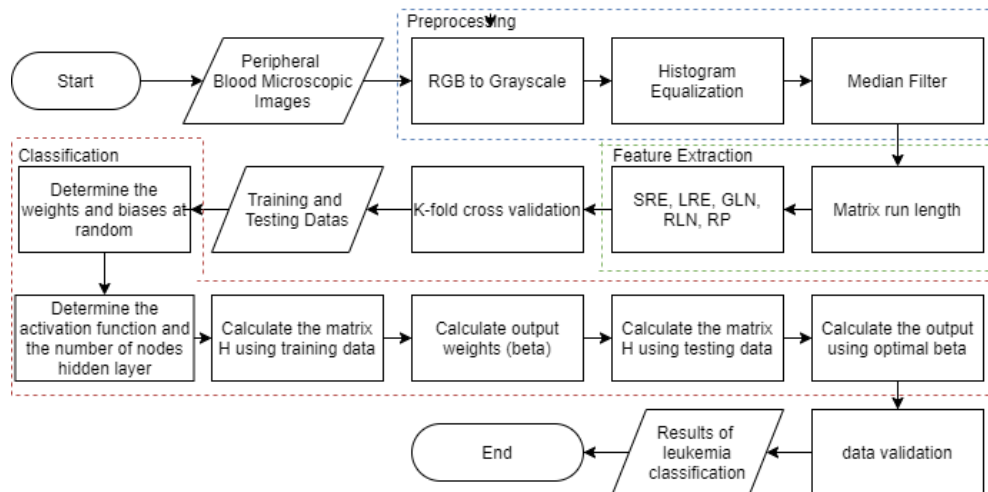 Preprocessing
Start
Peripheral
Blood Microscopic
Images
RGB to Grayscale
Histogram
Equalization
Median Filter
Classification
Feature Extraction
Determine the
weights and biases at
random
Training and
Testing Datas
K-fold cross validation
SRE, LRE, GLN,
RLN, RP
Matrix run length
Determine the
activation function and
the number of nodes
hidden layer
Calculate the matrix
H using training data
Calculate output
weights (beta)
Calculate the matrix
H using testing data
Calculate the output
using optimal beta
End
Results of
leukemia
classification
data validation